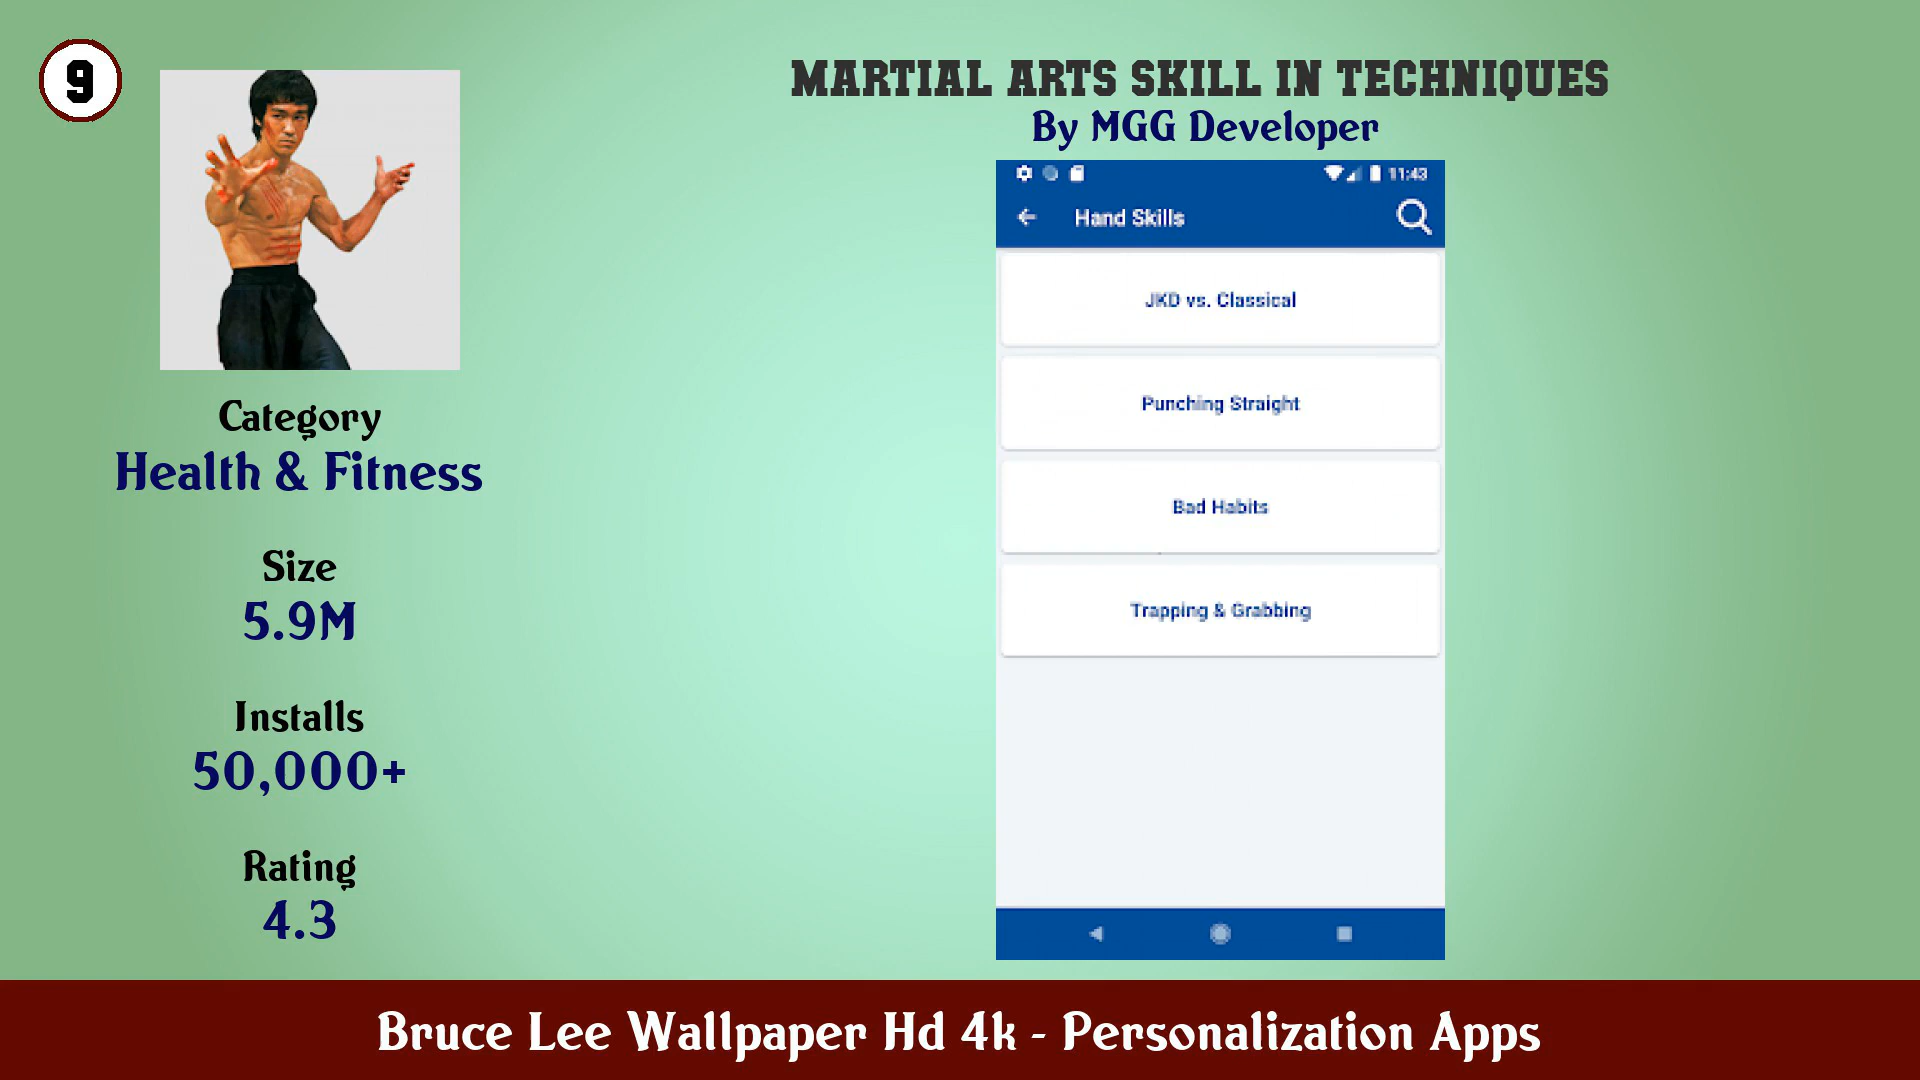 9
MARTIAL ARTS SKILL IN TECHNIQUES
By MGG Developer
11:43
Hand Skills
JKD vs. Classical
Punching Straight
Bad Habits
Trapping & Grabbing
Category
Health & Fitness
Size
5.9M
Installs
50,000+
Rating
4.3
Bruce Lee Wallpaper Hd 4k - Personalization Apps